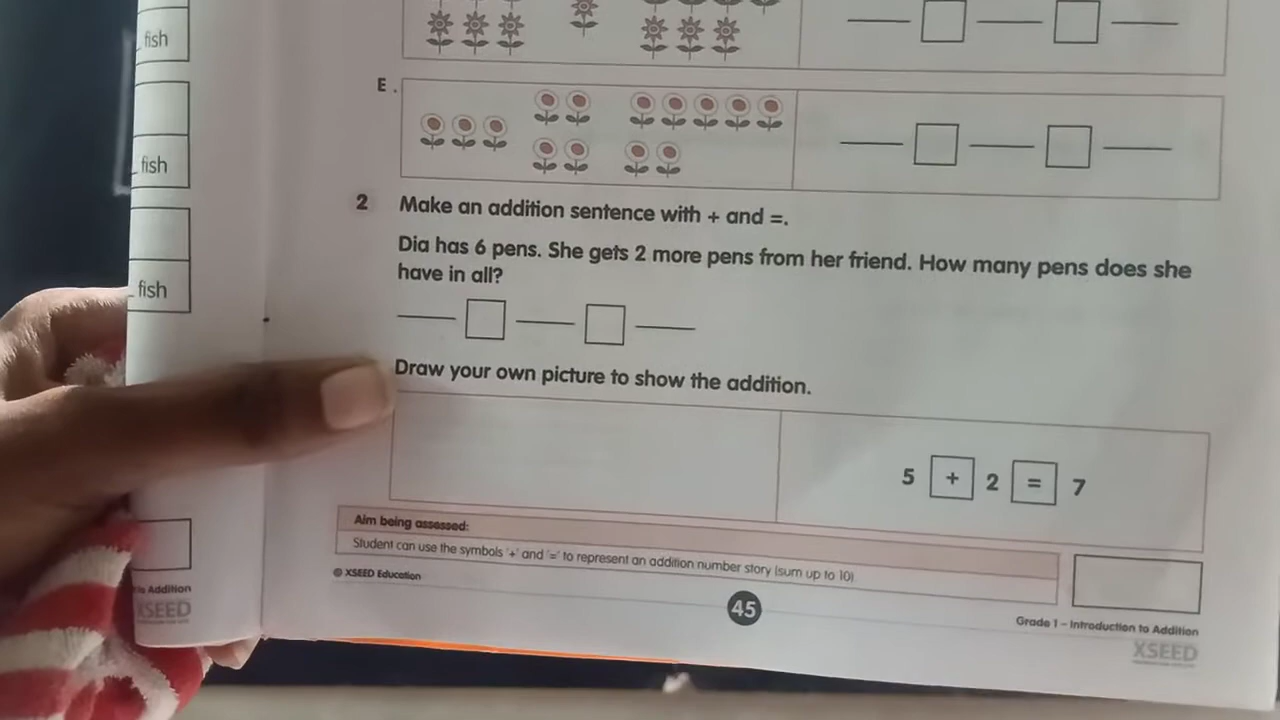 fish
fish
fish
E.
2 Make an addition sentence with + and =.
Dia has 6 pens. She gets 2 more pens from her friend. How many pens does she
have in all?
Draw your own picture to show the addition.
5 + 2 = 7
Aim being assessed:
Student can use the symbols '+' and '=' to represent an addition number story (sum up to 10)
© XSEED Education
45
Grade 1 – Introduction to Addition
XSEED
to Addition
XSEED